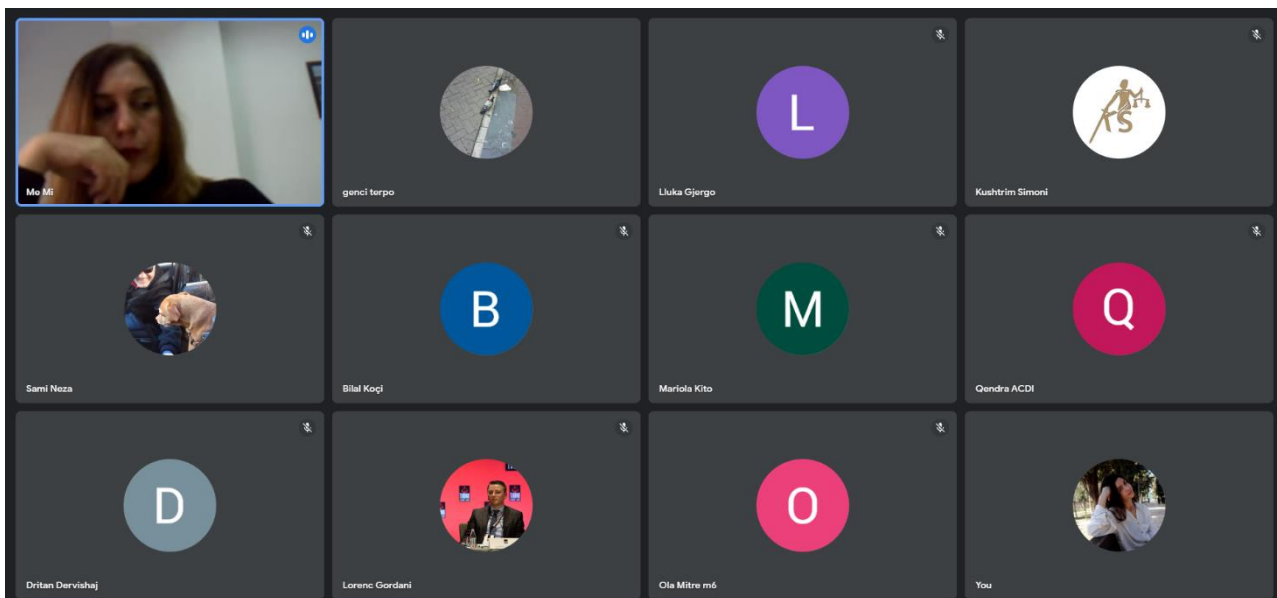 Me Mi
genci terpo
L
Lluka Gjergo
KS
Kushtrim Simoni
Sami Neza
B
Bilal Koçi
M
Mariola Kito
Q
Qendra ACDI
D
Dritan Dervishaj
Lorenc Gordani
O
Ola Mitre m6
You